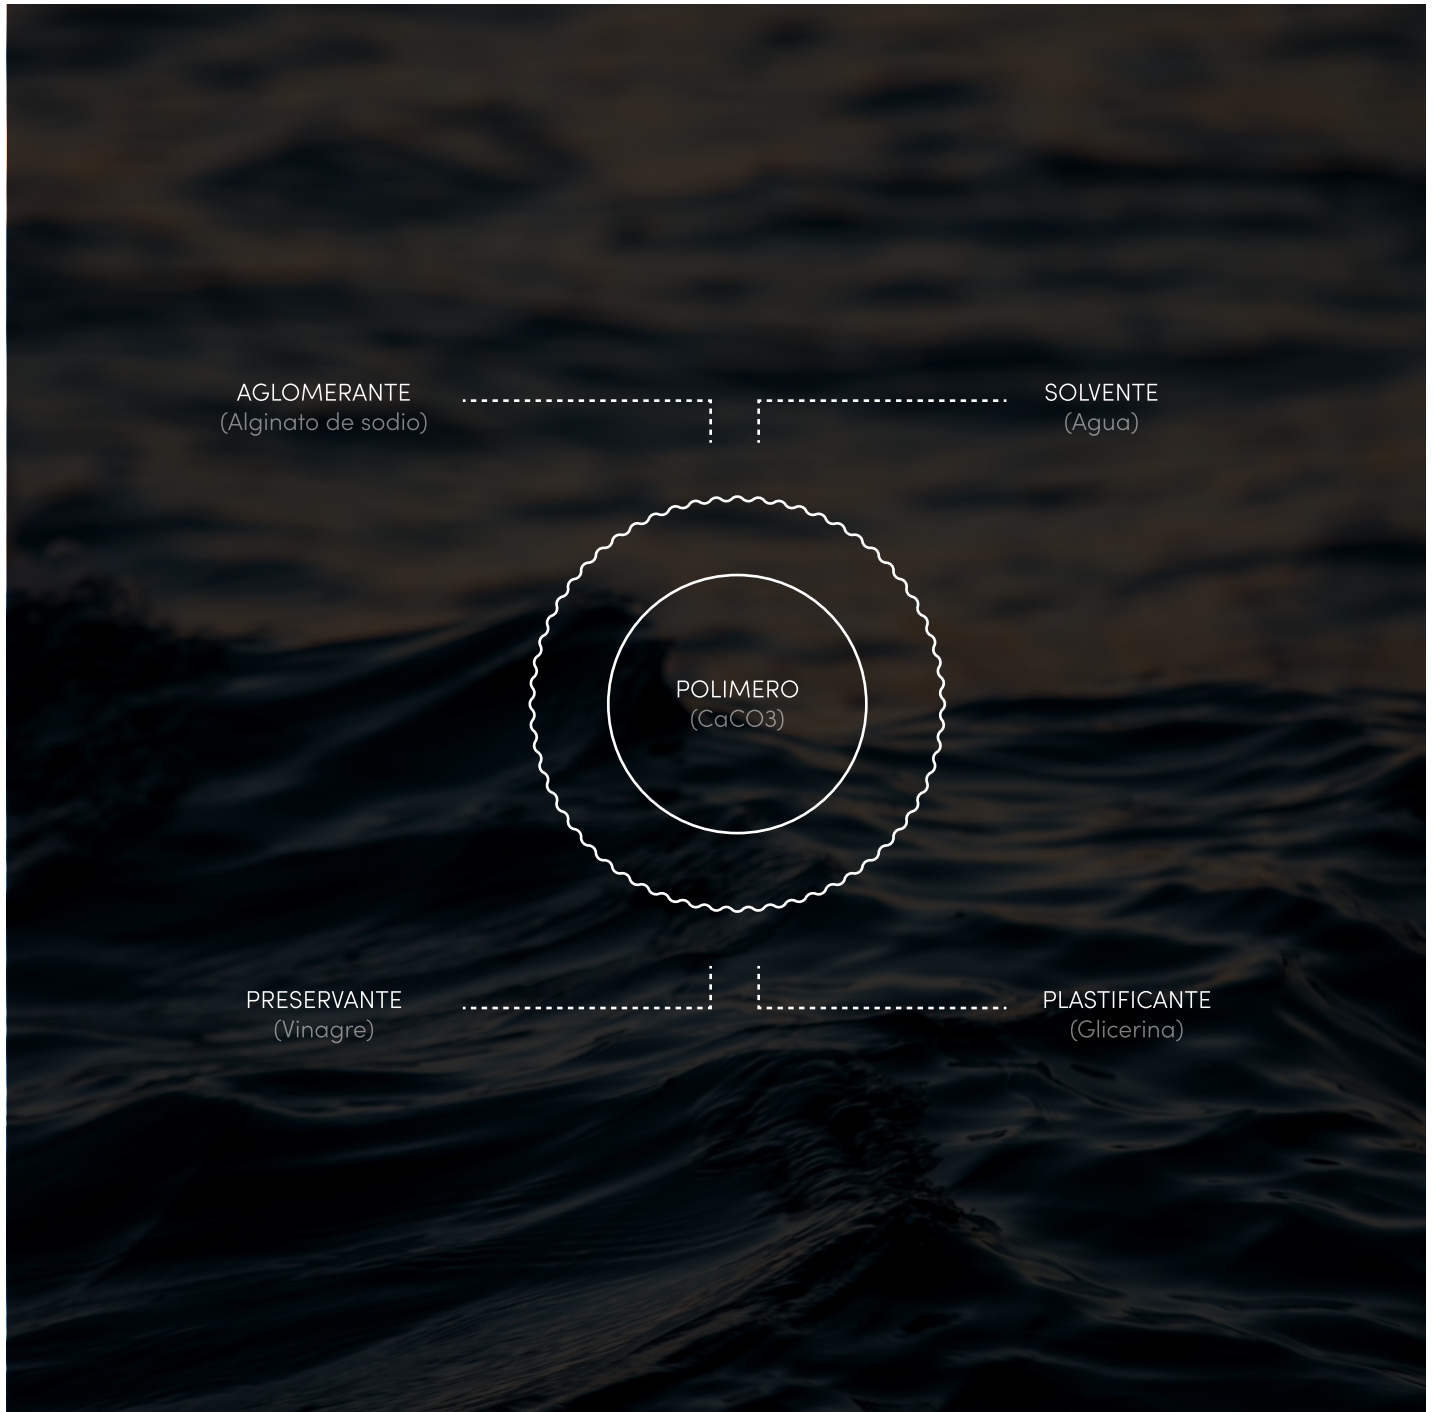 AGLOMERANTE
(Alginato de sodio)
SOLVENTE
(Agua)
POLIMERO
(CaCO3)
PRESERVANTE
(Vinagre)
PLASTIFICANTE
(Glicerina)